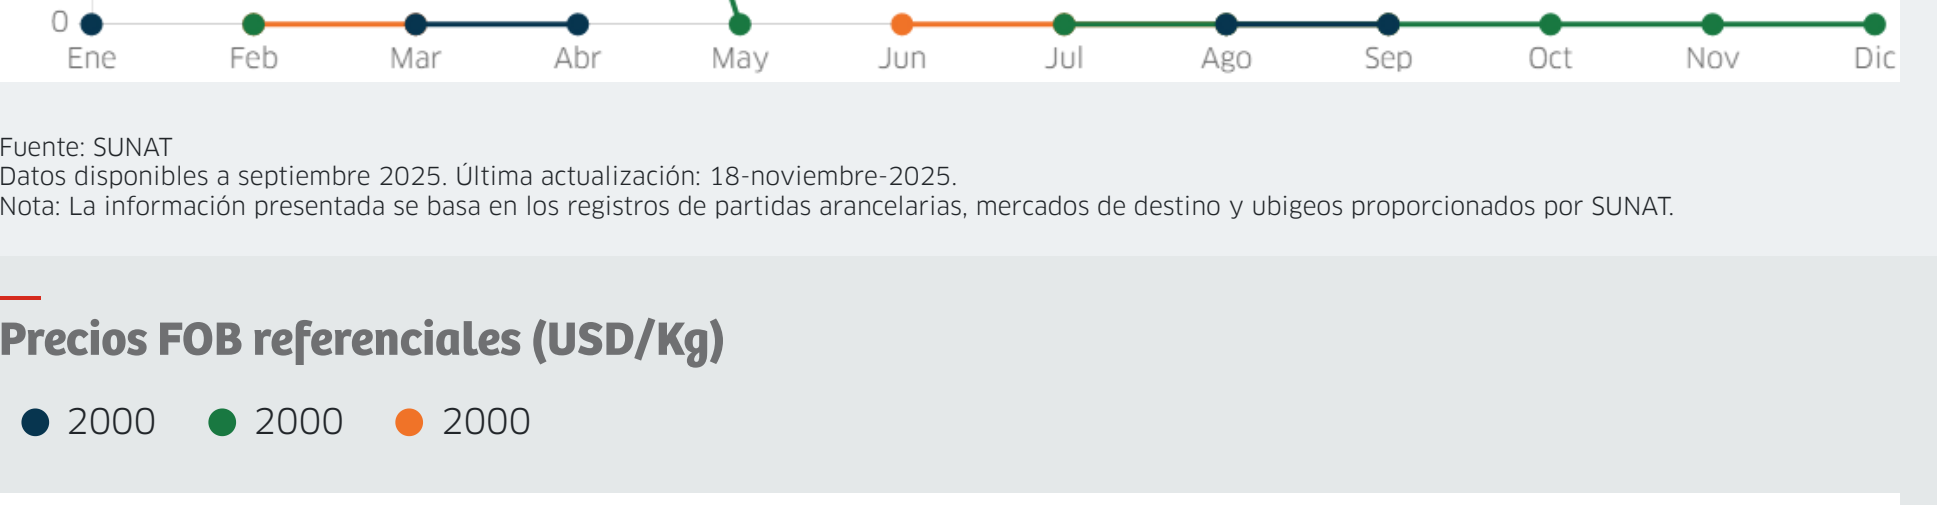 0
Ene Feb Mar Abr May Jun Jul Ago Sep Oct Nov Dic
Fuente: SUNAT
Datos disponibles a septiembre 2025. Última actualización: 18-noviembre-2025.
Nota: La información presentada se basa en los registros de partidas arancelarias, mercados de destino y ubigeos proporcionados por SUNAT.
Precios FOB referenciales (USD/Kg)
2000 2000 2000